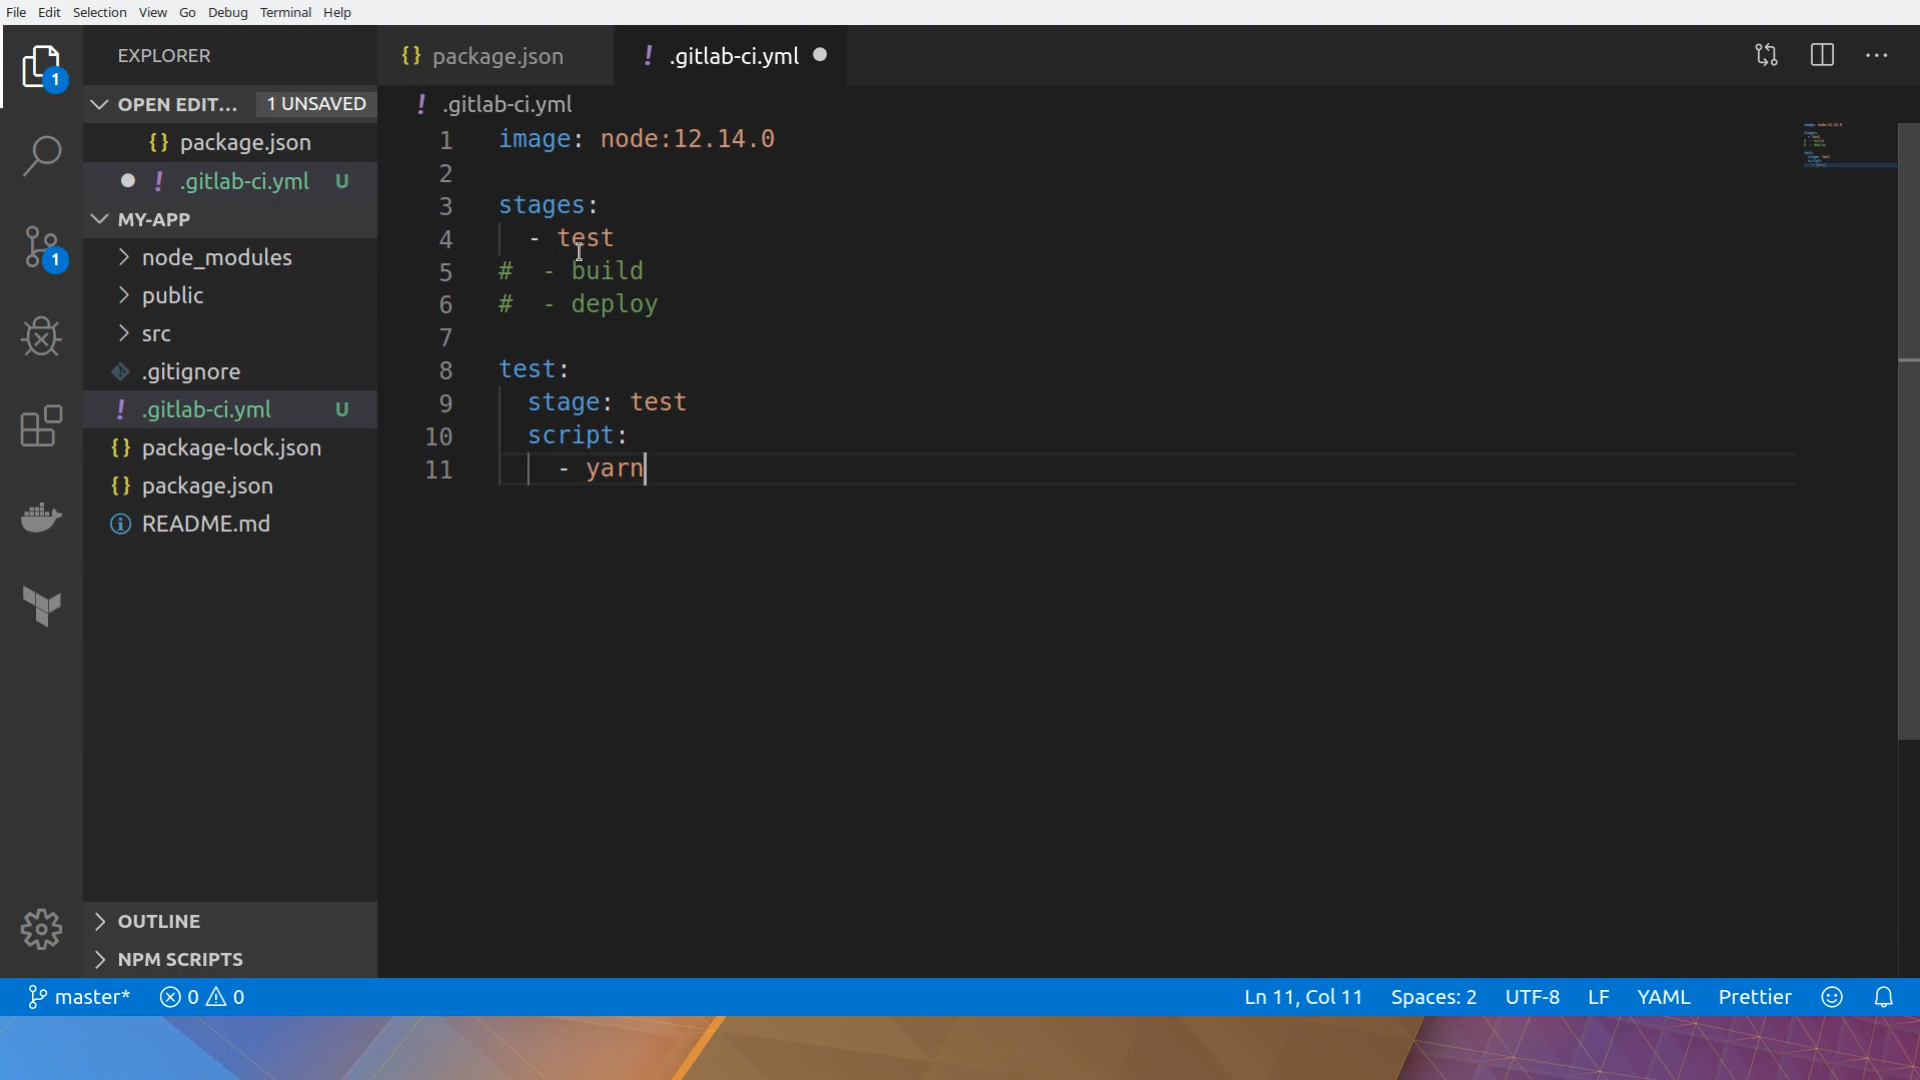 File Edit Selection View Go Debug Terminal Help
EXPLORER
1
OPEN EDIT... 1 UNSAVED
{} package.json
! .gitlab-ci.yml U
MY-APP
node_modules
public
src
.gitignore
! .gitlab-ci.yml U
{} package-lock.json
{} package.json
README.md
1
OUTLINE
NPM SCRIPTS
{} package.json ! .gitlab-ci.yml
! .gitlab-ci.yml
1 image: node:12.14.0
2
3 stages:
4 - test
5 #  - build
6 #  - deploy
7
8 test:
9 stage: test
10 script:
11 - yarn
master* 0 0 Ln 11, Col 11 Spaces: 2 UTF-8 LF YAML Prettier